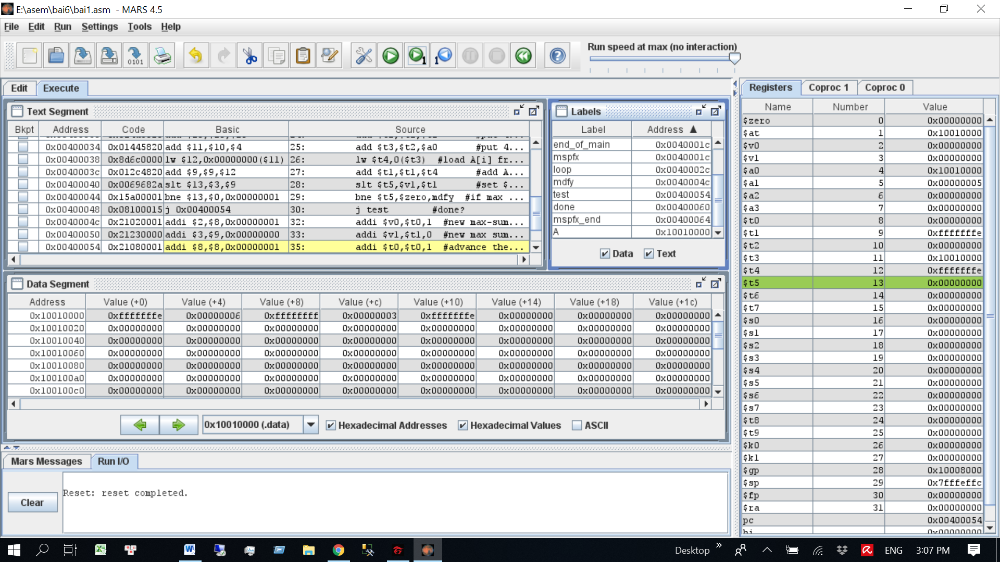 E:\asem\bai6\bai1.asm - MARS 4.5
File Edit Run Settings Tools Help
Run speed at max (no interaction)
Edit Execute
Text Segment
Bkpt Address Code Basic Source
0x00400034 0x01445820 add $11,$10,$4 25: add $t3,$t2,$a0 #put 4...
0x00400038 0x8d6c0000 lw $12,0x00000000($11) 26: lw $t4,0($t3) #load A[i] fr...
0x0040003c 0x012c4820 add $9,$9,$12 27: add $t1,$t1,$t4 #add A...
0x00400040 0x0069682a slt $13,$3,$9 28: slt $t5,$v1,$t1 #set $...
0x00400044 0x15a00001 bne $13,$0,0x00000001 29: bne $t5,$zero,mdfy #if max ...
0x00400048 0x08100015 j 0x00400054 30: j test #done?
0x0040004c 0x21020001 addi $2,$8,0x00000001 32: addi $v0,$t0,1 #new max-sum...
0x00400050 0x21230000 addi $3,$9,0x00000000 33: addi $v1,$t1,0 #new max sum...
0x00400054 0x21080001 addi $8,$8,0x00000001 35: addi $t0,$t0,1 #advance the...
Labels
Label Address ▲
end_of_main 0x0040001c
mspfx 0x0040001c
loop 0x0040002c
mdfy 0x0040004c
test 0x00400054
done 0x00400060
mspfx_end 0x00400064
A 0x10010000
Data Text
Data Segment
Address Value (+0) Value (+4) Value (+8) Value (+c) Value (+10) Value (+14) Value (+18) Value (+1c)
0x10010000 0xfffffffe 0x00000006 0xffffffff 0x00000003 0xfffffffe 0x00000000 0x00000000 0x00000000
0x10010020 0x00000000 0x00000000 0x00000000 0x00000000 0x00000000 0x00000000 0x00000000 0x00000000
0x10010040 0x00000000 0x00000000 0x00000000 0x00000000 0x00000000 0x00000000 0x00000000 0x00000000
0x10010060 0x00000000 0x00000000 0x00000000 0x00000000 0x00000000 0x00000000 0x00000000 0x00000000
0x10010080 0x00000000 0x00000000 0x00000000 0x00000000 0x00000000 0x00000000 0x00000000 0x00000000
0x100100a0 0x00000000 0x00000000 0x00000000 0x00000000 0x00000000 0x00000000 0x00000000 0x00000000
0x100100c0 0x00000000 0x00000000 0x00000000 0x00000000 0x00000000 0x00000000 0x00000000 0x00000000
0x10010000 (.data) Hexadecimal Addresses Hexadecimal Values ASCII
Mars Messages Run I/O
Reset: reset completed.
Clear
Registers Coproc 1 Coproc 0
Name Number Value
$zero 0 0x00000000
$at 1 0x10010000
$v0 2 0x00000000
$v1 3 0x00000000
$a0 4 0x10010000
$a1 5 0x00000005
$a2 6 0x00000000
$a3 7 0x00000000
$t0 8 0x00000000
$t1 9 0xfffffffe
$t2 10 0x00000000
$t3 11 0x10010000
$t4 12 0xfffffffe
$t5 13 0x00000000
$t6 14 0x00000000
$t7 15 0x00000000
$s0 16 0x00000000
$s1 17 0x00000000
$s2 18 0x00000000
$s3 19 0x00000000
$s4 20 0x00000000
$s5 21 0x00000000
$s6 22 0x00000000
$s7 23 0x00000000
$t8 24 0x00000000
$t9 25 0x00000000
$k0 26 0x00000000
$k1 27 0x00000000
$gp 28 0x10008000
$sp 29 0x7fffeffc
$fp 30 0x00000000
$ra 31 0x00000000
pc 0x00400054
hi 0x00000000
Desktop ENG 3:07 PM